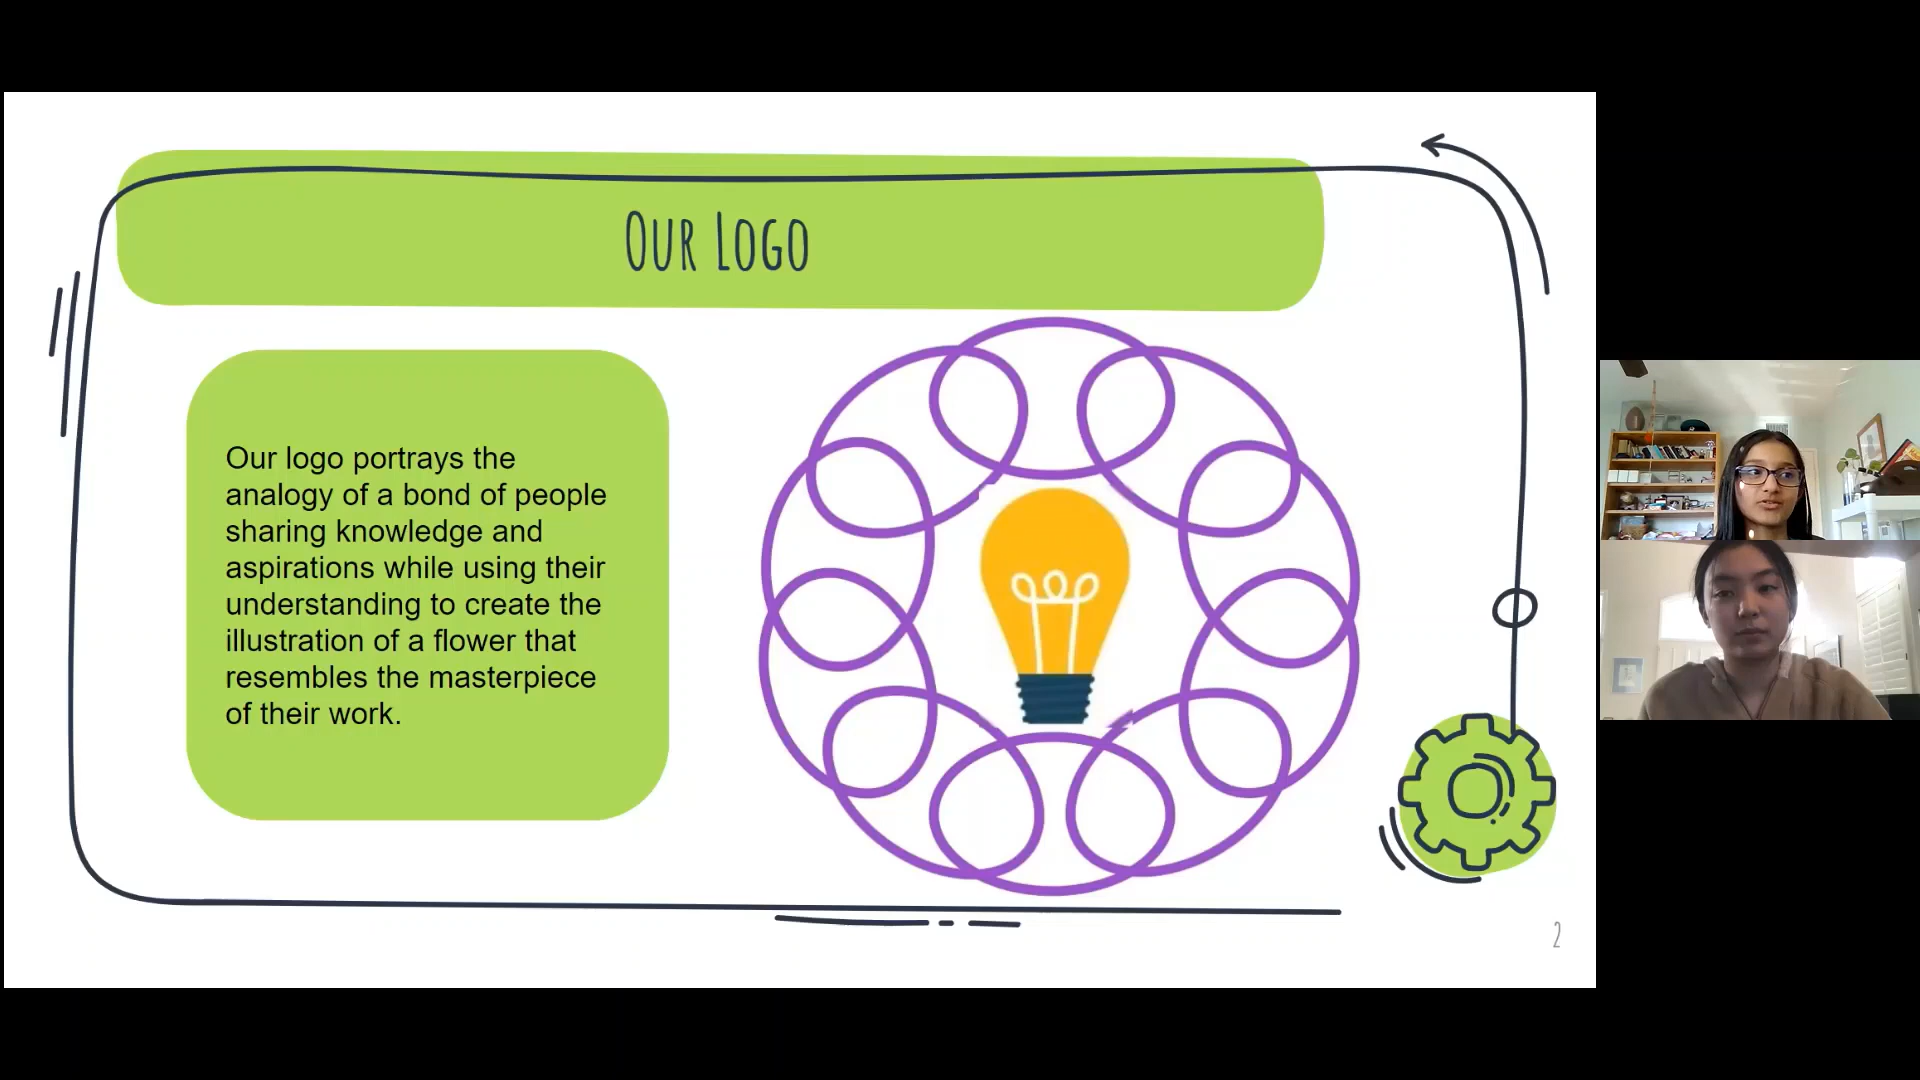 Our Logo
Our logo portrays the
analogy of a bond of people
sharing knowledge and
aspirations while using their
understanding to create the
illustration of a flower that
resembles the masterpiece
of their work.
2